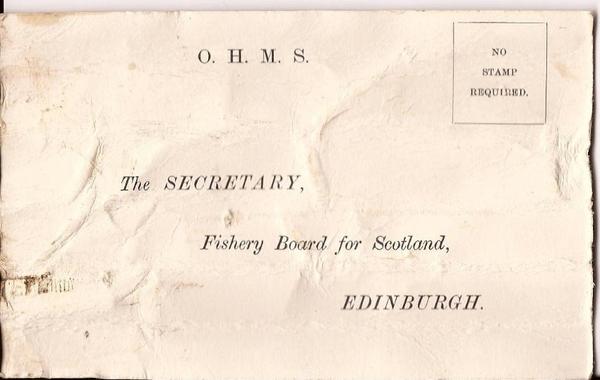 O. H. M. S.
NO
STAMP
REQUIRED.
The SECRETARY,
Fishery Board for Scotland,
EDINBURGH.